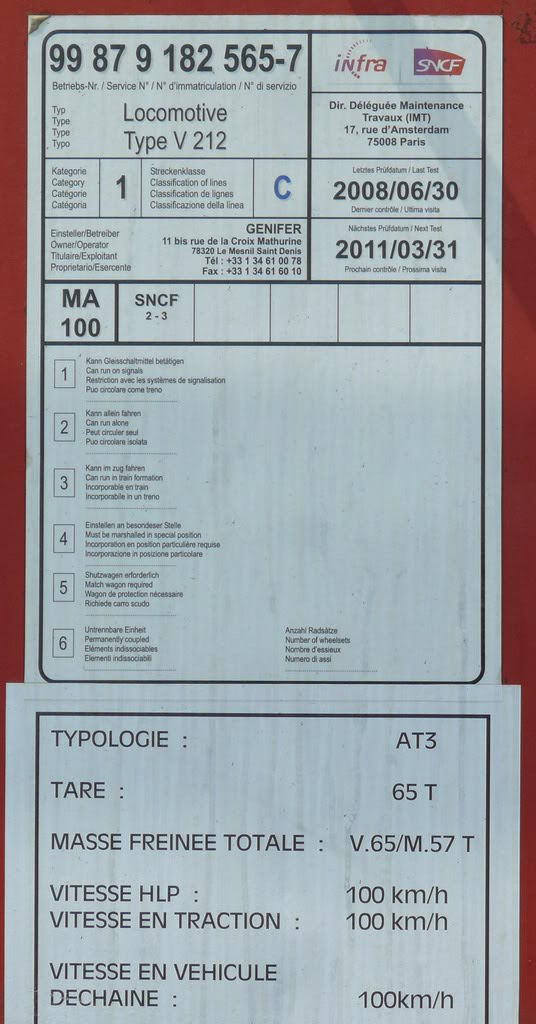 99 87 9 182 565-7
Betriebs-Nr. / Service N° / N° d'immatriculation / N° di servizio
infra
SNCF
Typ
Type
Type
Typo
Locomotive
Type V 212
Dir. Déléguée Maintenance
Travaux (IMT)
17, rue d'Amsterdam
75008 Paris
Kategorie
Category
Catégorie
Catégoria
1
Streckenklasse
Classification of lines
Classification de lignes
Classificazione della linea
C
Letztes Prüfdatum / Last Test
2008/06/30
Dernier contrôle / Ultima visita
Einsteller/Betreiber
Owner/Operator
Titulaire/Exploitant
Proprietario/Esercente
GENIFER
11 bis rue de la Croix Mathurine
78320 Le Mesnil Saint Denis
Tél : +33 1 34 61 00 78
Fax : +33 1 34 61 60 10
Nächstes Prüfdatum / Next Test
2011/03/31
Prochain contrôle / Prossima visita
MA
100
SNCF
2 - 3
1
Kann Gleisschaltmittel betätigen
Can run on signals
Restriction avec les systèmes de signalisation
Puo circolare come treno
2
Kann allein fahren
Can run alone
Peut circuler seul
Puo circolare isolata
3
Kann im zug fahren
Can run in train formation
Incorporable en train
Incorporabile in un treno
4
Einstellen an besondeser Stelle
Must be marshalled in special position
Incorporation en position particulière requise
Incorporazione in posizione particolare
5
Shutzwagen erforderlich
Match wagon required
Wagon de protection nécessaire
Richiede carro scudo
6
Untrennbare Einheit
Permanently coupled
Eléments indissociables
Elementi indissociabili
Anzahl Radsätze
Number of wheelsets
Nombre d'essieux
Numero di assi
TYPOLOGIE : AT3
TARE : 65 T
MASSE FREINEE TOTALE : V.65/M.57 T
VITESSE HLP : 100 km/h
VITESSE EN TRACTION : 100 km/h
VITESSE EN VEHICULE
DECHAINE : 100km/h